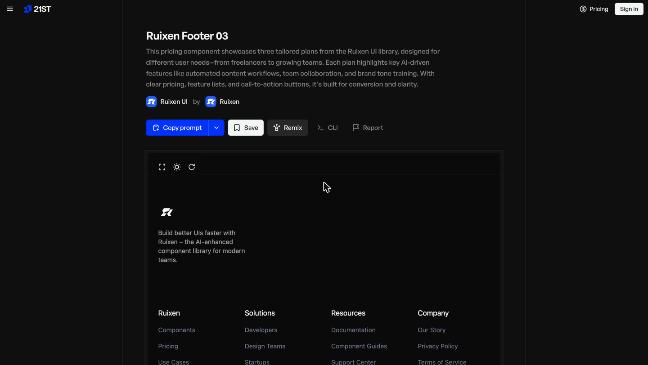 21ST
Pricing
Sign in
Ruixen Footer 03
This pricing component showcases three tailored plans from the Ruixen UI library, designed for
different user needs—from freelancers to growing teams. Each plan highlights key AI-driven
features like automated content workflows, team collaboration, and brand tone training. With
clear pricing, feature lists, and call-to-action buttons, it's built for conversion and clarity.
Ruixen UI by Ruixen
Copy prompt
Save
Remix
CLI
Report
Build better UIs faster with
Ruixen – the AI-enhanced
component library for modern
teams.
Ruixen Solutions Resources Company
Components Developers Documentation Our Story
Pricing Design Teams Component Guides Privacy Policy
Use Cases Startups Support Center Terms of Service